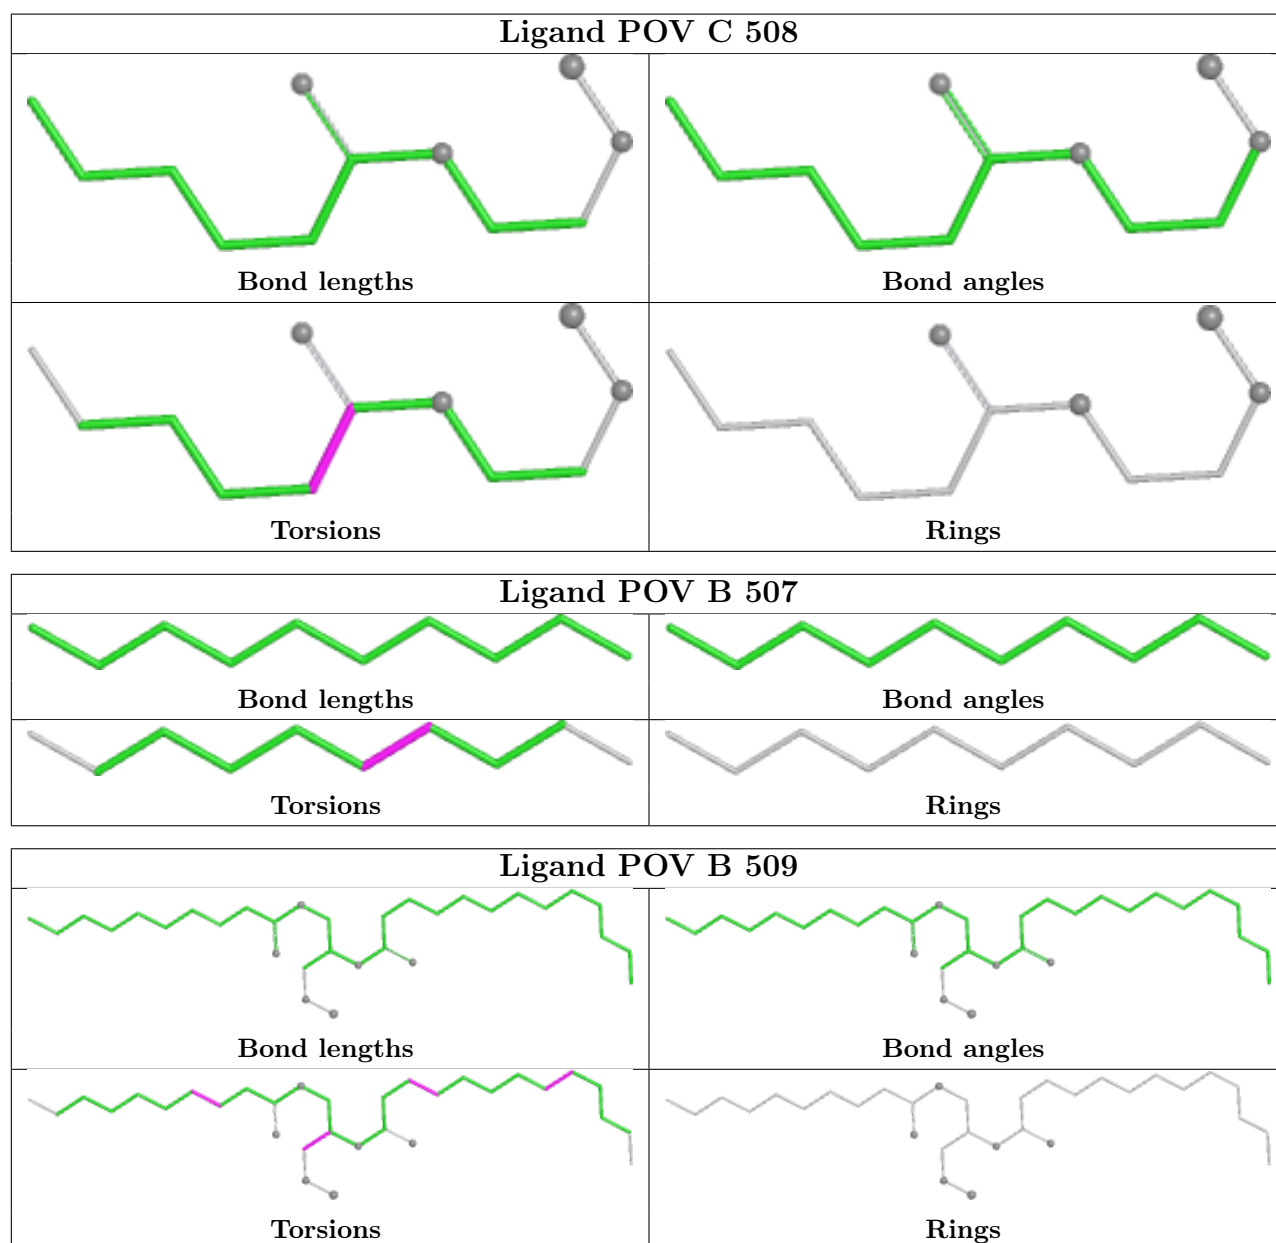 Ligand POV C 508
Bond lengths
Bond angles
Torsions
Rings
Ligand POV B 507
Bond lengths
Bond angles
Torsions
Rings
Ligand POV B 509
Bond lengths
Bond angles
Torsions
Rings